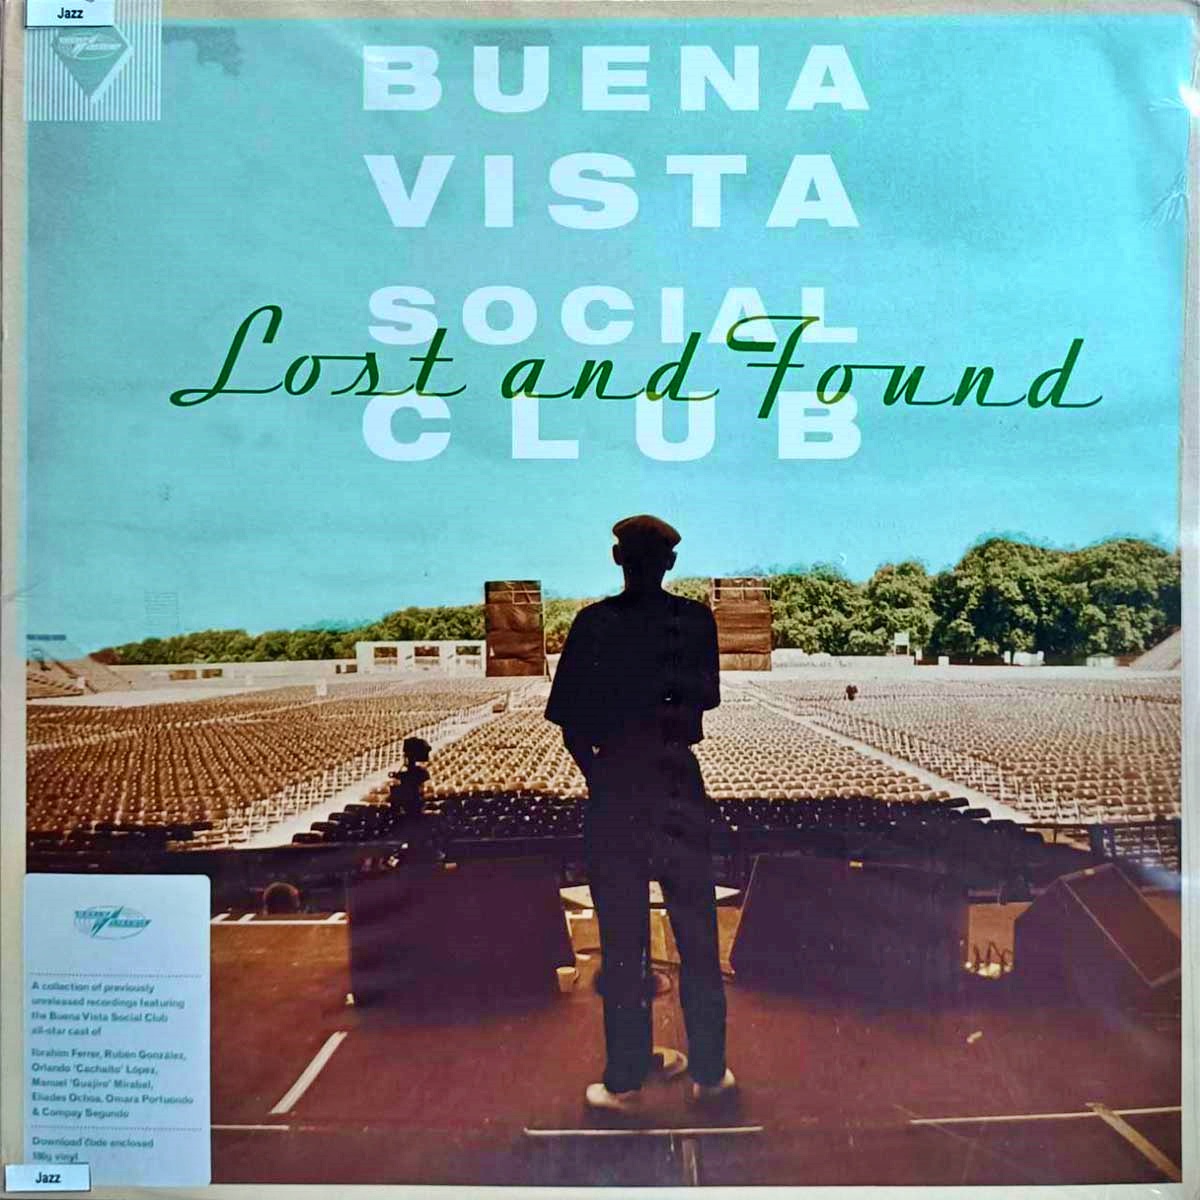 Jazz
BUENA
VISTA
SOCIAL
CLUB
Lost and Found
A collection of previously
unreleased recordings featuring
the Buena Vista Social Club
all-star cast of
Ibrahim Ferrer, Rubén González,
Orlando 'Cachaíto' López,
Manuel 'Guajiro' Mirabal,
Eliades Ochoa, Omara Portuondo
& Compay Segundo
Download code enclosed
180g vinyl
Jazz